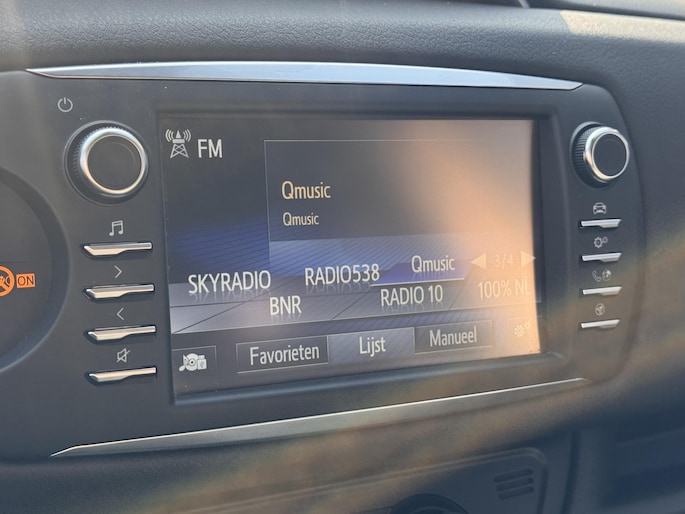 FM
Qmusic
Qmusic
SKYRADIO RADIO538 Qmusic 3/4
BNR RADIO 10 100% NL
Favorieten Lijst Manueel
ON